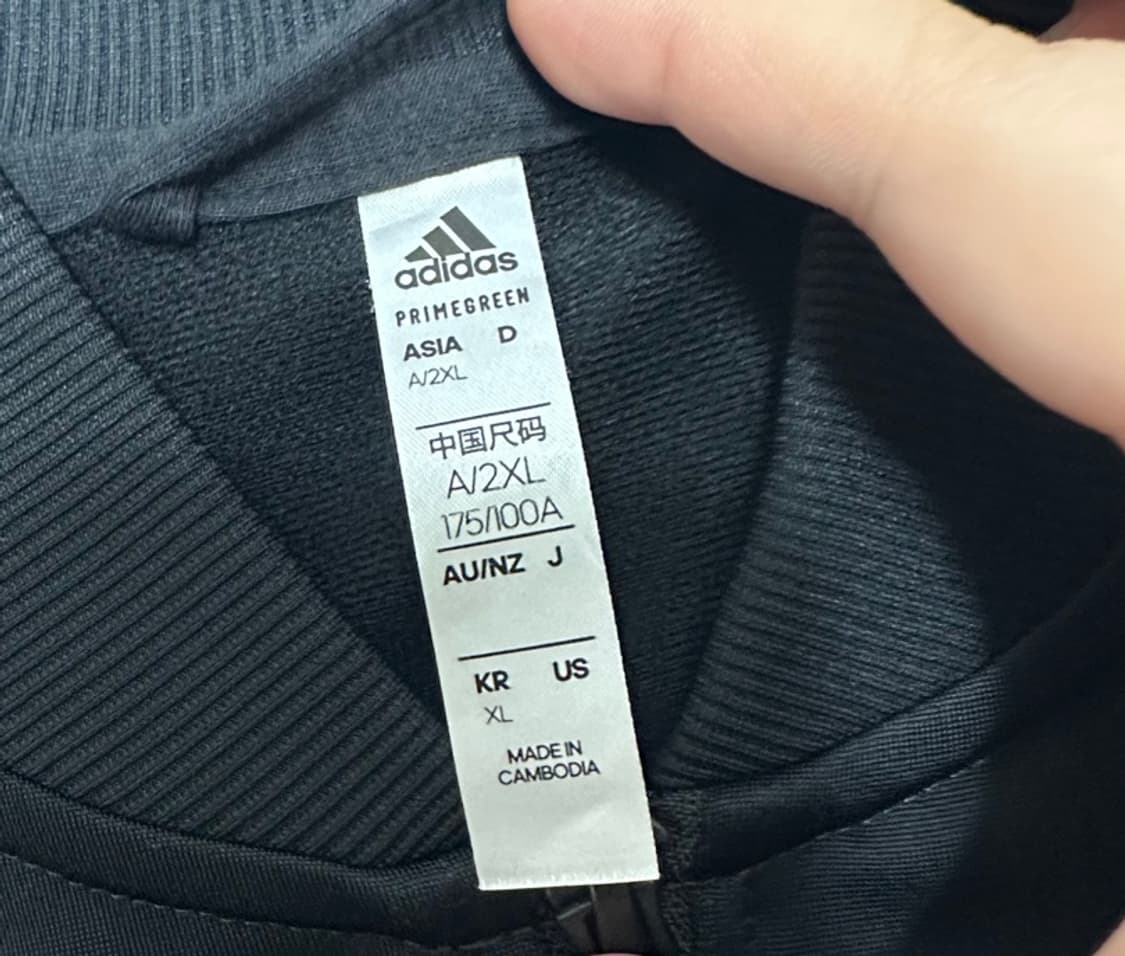 adidas
PRIMEGREEN
ASIA D
A/2XL
中国尺码
A/2XL
175/100A
AU/NZ J
KR US
XL
MADE IN
CAMBODIA